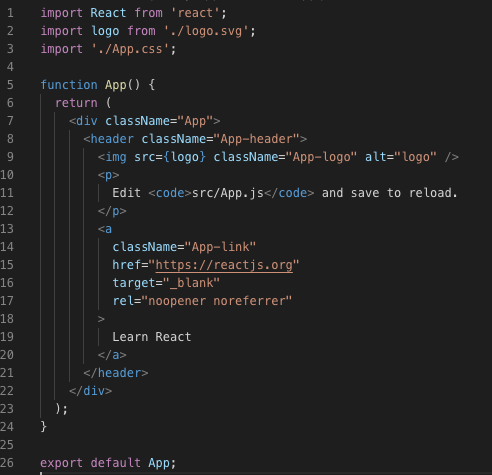 1 import React from 'react';
2 import logo from './logo.svg';
3 import './App.css';
4
5 function App() {
6   return (
7     <div className="App">
8       <header className="App-header">
9         <img src={logo} className="App-logo" alt="logo" />
10         <p>
11           Edit <code>src/App.js</code> and save to reload.
12         </p>
13         <a
14           className="App-link"
15           href="https://reactjs.org"
16           target="_blank"
17           rel="noopener noreferrer"
18         >
19           Learn React
20         </a>
21       </header>
22     </div>
23   );
24 }
25
26 export default App;